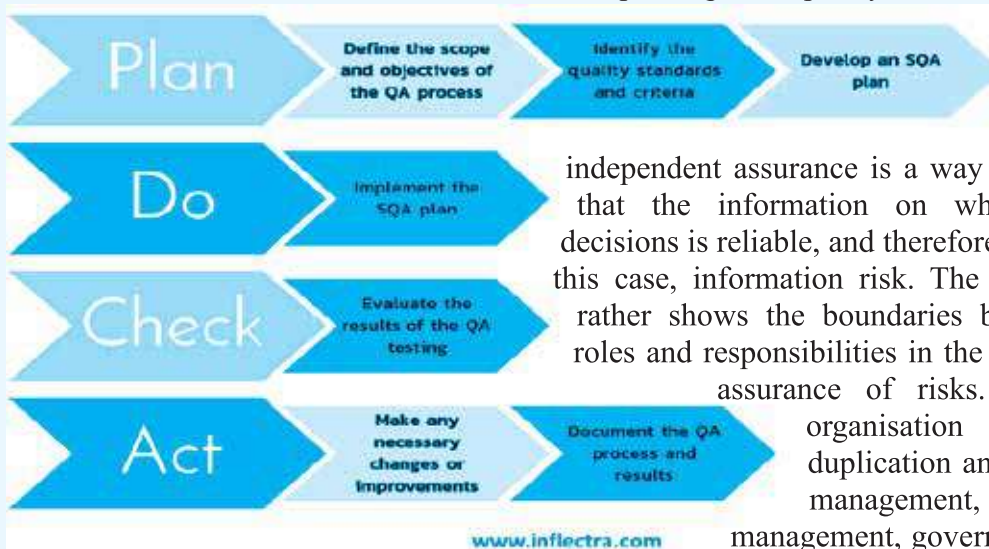 Plan
Define the scope
and objectives of
the QA process
Identify the
quality standards
and criteria
Develop an SQA
plan
Do
Implement the
SQA plan
Check
Evaluate the
results of the QA
testing
Act
Make any
necessary
changes or
improvements
Document the QA
process and
results
www.inflectra.com
independent assurance is a way
that the information on
decisions is reliable, and therefore
this case, information risk. The
rather shows the boundaries
roles and responsibilities in the
assurance of risks.
organisation
duplication
management,
management,